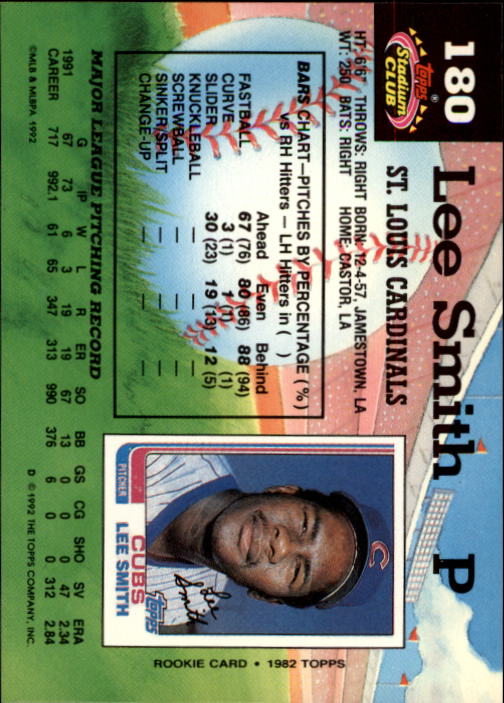 180
Topps®
Stadium
CLUB
Lee Smith P
ST. LOUIS CARDINALS
HT: 6'6" THROWS: RIGHT BORN: 12-4-57, JAMESTOWN, LA
WT: 250 BATS: RIGHT HOME: CASTOR, LA
BARS CHART—PITCHES BY PERCENTAGE (%)
vs RH Hitters — LH Hitters in ( )
Ahead Even Behind
FASTBALL 67 (76) 80 (86) 88 (94)
CURVE 3 (1) 1 (1) — (1)
SLIDER 30 (23) 19 (13) 12 (5)
KNUCKLEBALL — — —
SCREWBALL — — —
SINKER/SPLIT — — —
CHANGE-UP — — —
Lee Smith
Topps
CUBS
PITCHER LEE SMITH
ROOKIE CARD • 1982 TOPPS
MAJOR LEAGUE PITCHING RECORD
G IP W L R ER SO BB GS CG SHO SV ERA
1991 67 73 6 3 19 19 67 13 0 0 0 47 2.34
CAREER 717 992.1 61 65 347 313 990 376 6 0 0 312 2.84
©MLB & MLBPA 1992 D ©1992 THE TOPPS COMPANY, INC.